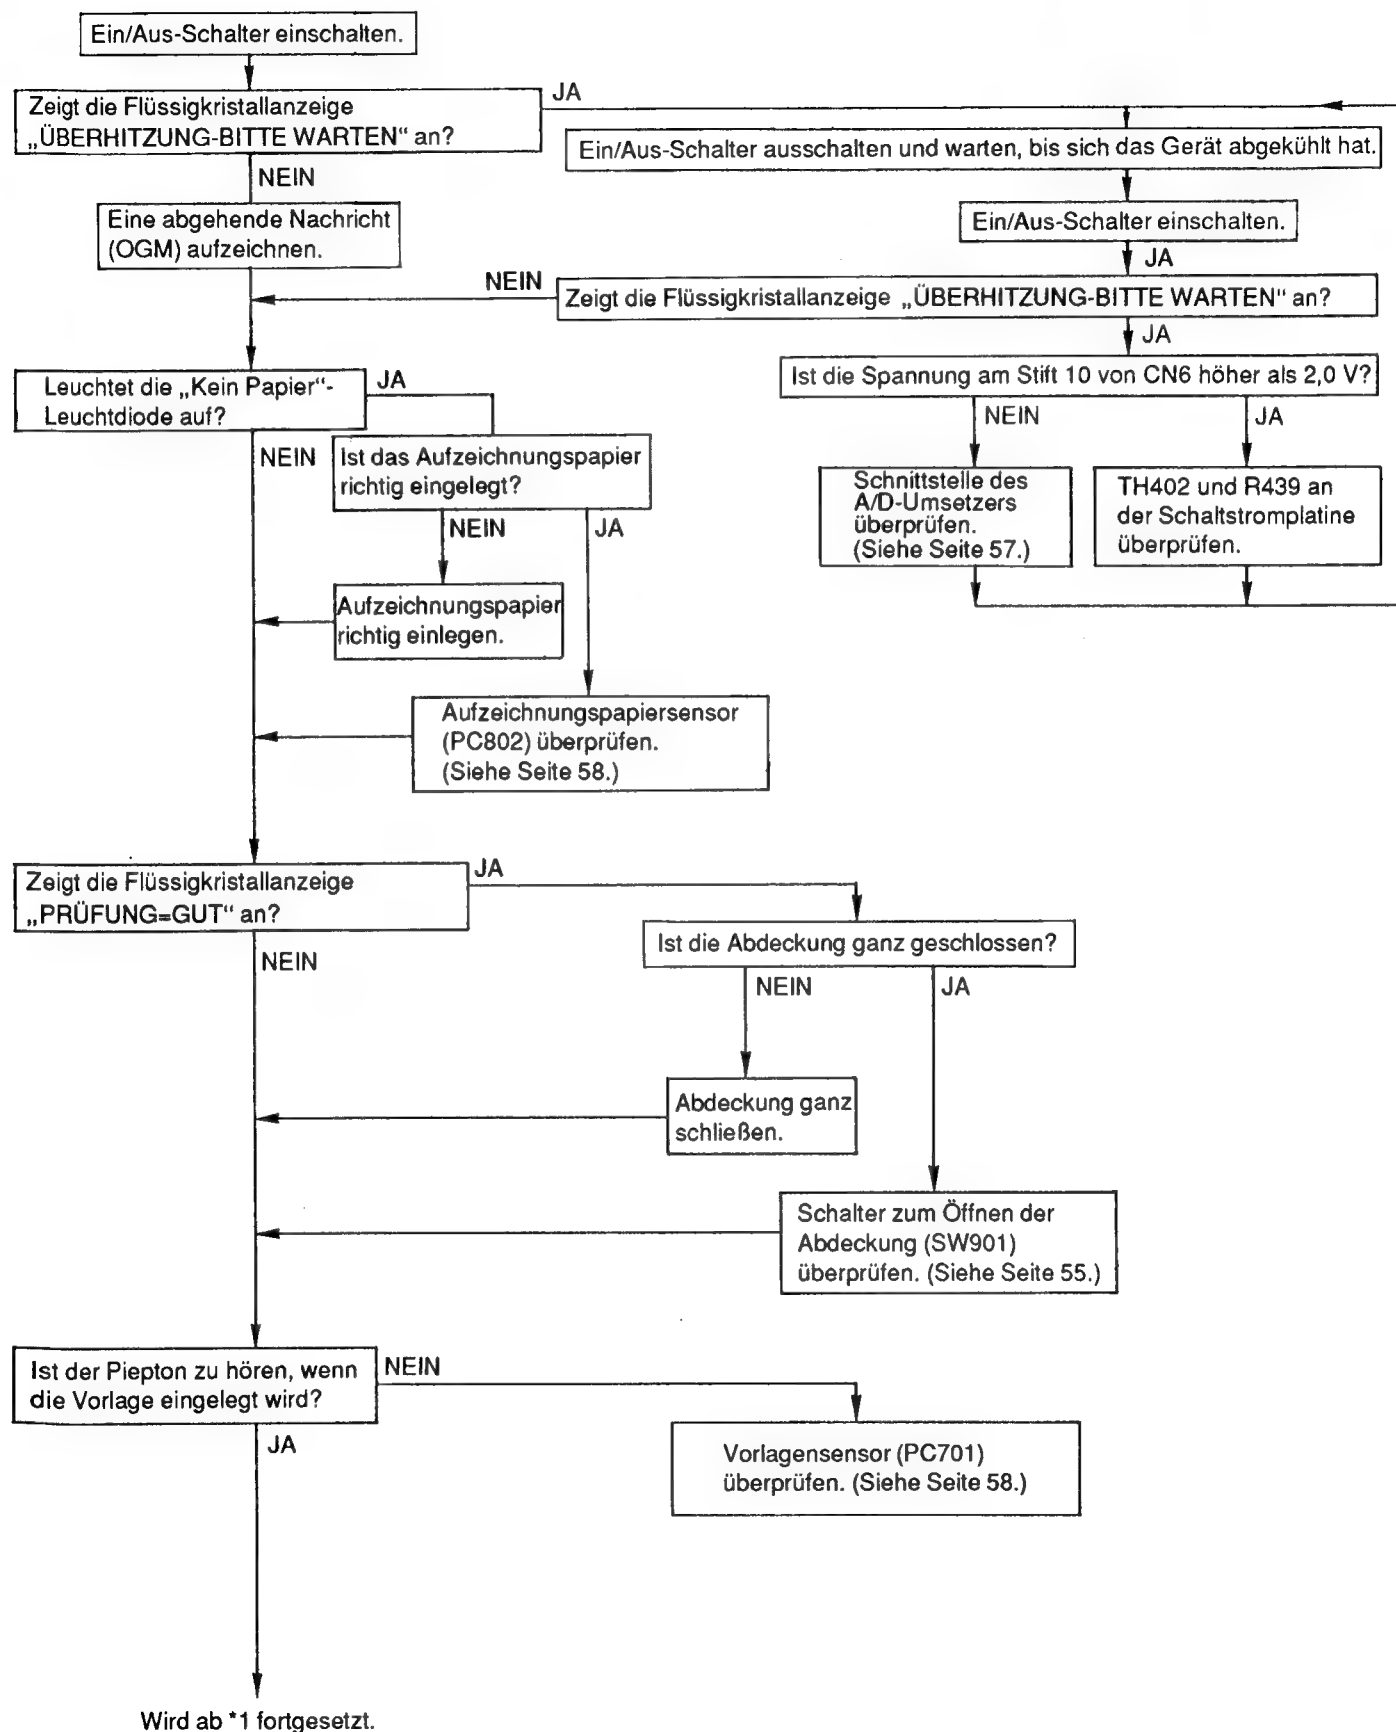 Ein/Aus-Schalter einschalten.
Zeigt die Flüssigkristallanzeige
„ÜBERHITZUNG-BITTE WARTEN“ an?
JA
Ein/Aus-Schalter ausschalten und warten, bis sich das Gerät abgekühlt hat.
NEIN
Eine abgehende Nachricht
(OGM) aufzeichnen.
Ein/Aus-Schalter einschalten.
JA
NEIN
Zeigt die Flüssigkristallanzeige „ÜBERHITZUNG-BITTE WARTEN“ an?
JA
Ist die Spannung am Stift 10 von CN6 höher als 2,0 V?
NEIN
JA
Schnittstelle des
A/D-Umsetzers
überprüfen.
(Siehe Seite 57.)
TH402 und R439 an
der Schaltstromplatine
überprüfen.
Leuchtet die „Kein Papier“-
Leuchtdiode auf?
JA
NEIN
Ist das Aufzeichnungspapier
richtig eingelegt?
NEIN
JA
Aufzeichnungspapier
richtig einlegen.
Aufzeichnungspapiersensor
(PC802) überprüfen.
(Siehe Seite 58.)
Zeigt die Flüssigkristallanzeige
„PRÜFUNG=GUT“ an?
JA
NEIN
Ist die Abdeckung ganz geschlossen?
NEIN
JA
Abdeckung ganz
schließen.
Schalter zum Öffnen der
Abdeckung (SW901)
überprüfen. (Siehe Seite 55.)
Ist der Piepton zu hören, wenn
die Vorlage eingelegt wird?
NEIN
JA
Vorlagensensor (PC701)
überprüfen. (Siehe Seite 58.)
Wird ab *1 fortgesetzt.